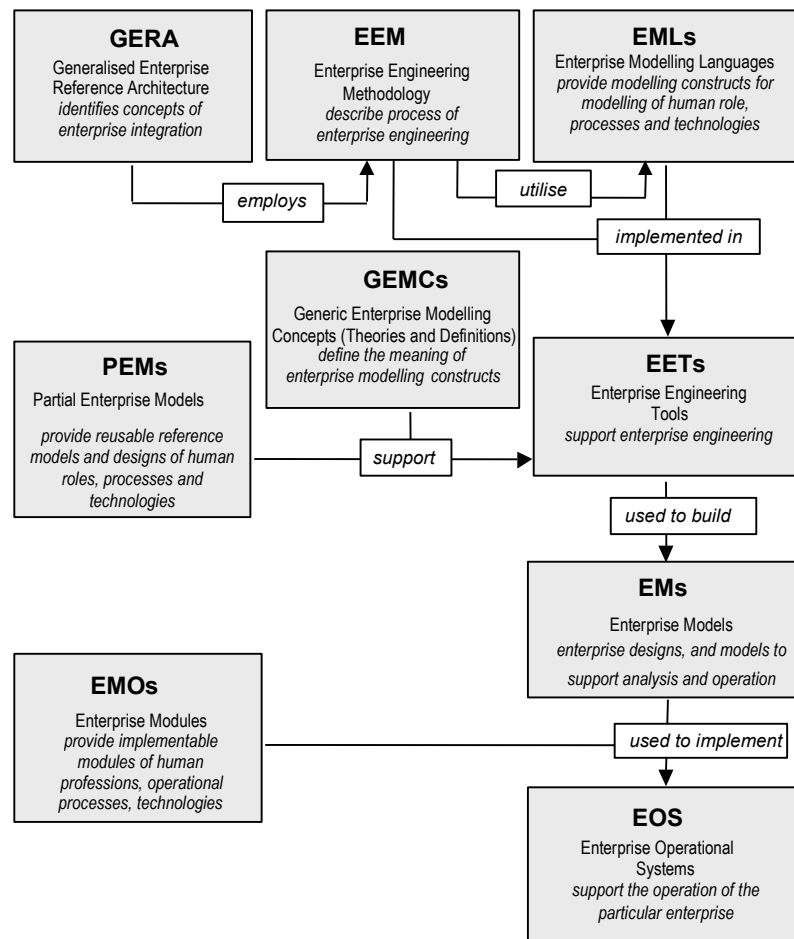 GERA
Generalised Enterprise
Reference Architecture
identifies concepts of
enterprise integration
EEM
Enterprise Engineering
Methodology
describe process of
enterprise engineering
EMLs
Enterprise Modelling Languages
provide modelling constructs for
modelling of human role,
processes and technologies
employs
utilise
implemented in
GEMCs
Generic Enterprise Modelling
Concepts (Theories and Definitions)
define the meaning of
enterprise modelling constructs
PEMs
Partial Enterprise Models
provide reusable reference
models and designs of human
roles, processes and
technologies
EETs
Enterprise Engineering
Tools
support enterprise engineering
support
used to build
EMs
Enterprise Models
enterprise designs, and models to
support analysis and operation
EMOs
Enterprise Modules
provide implementable
modules of human
professions, operational
processes, technologies
used to implement
EOS
Enterprise Operational
Systems
support the operation of the
particular enterprise